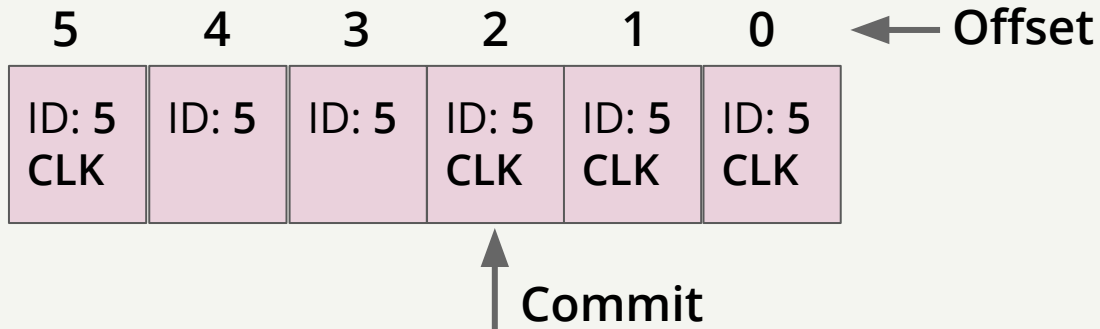 5 4 3 2 1 0 Offset
ID: 5 ID: 5 ID: 5 ID: 5 ID: 5 ID: 5
CLK CLK CLK CLK
Commit